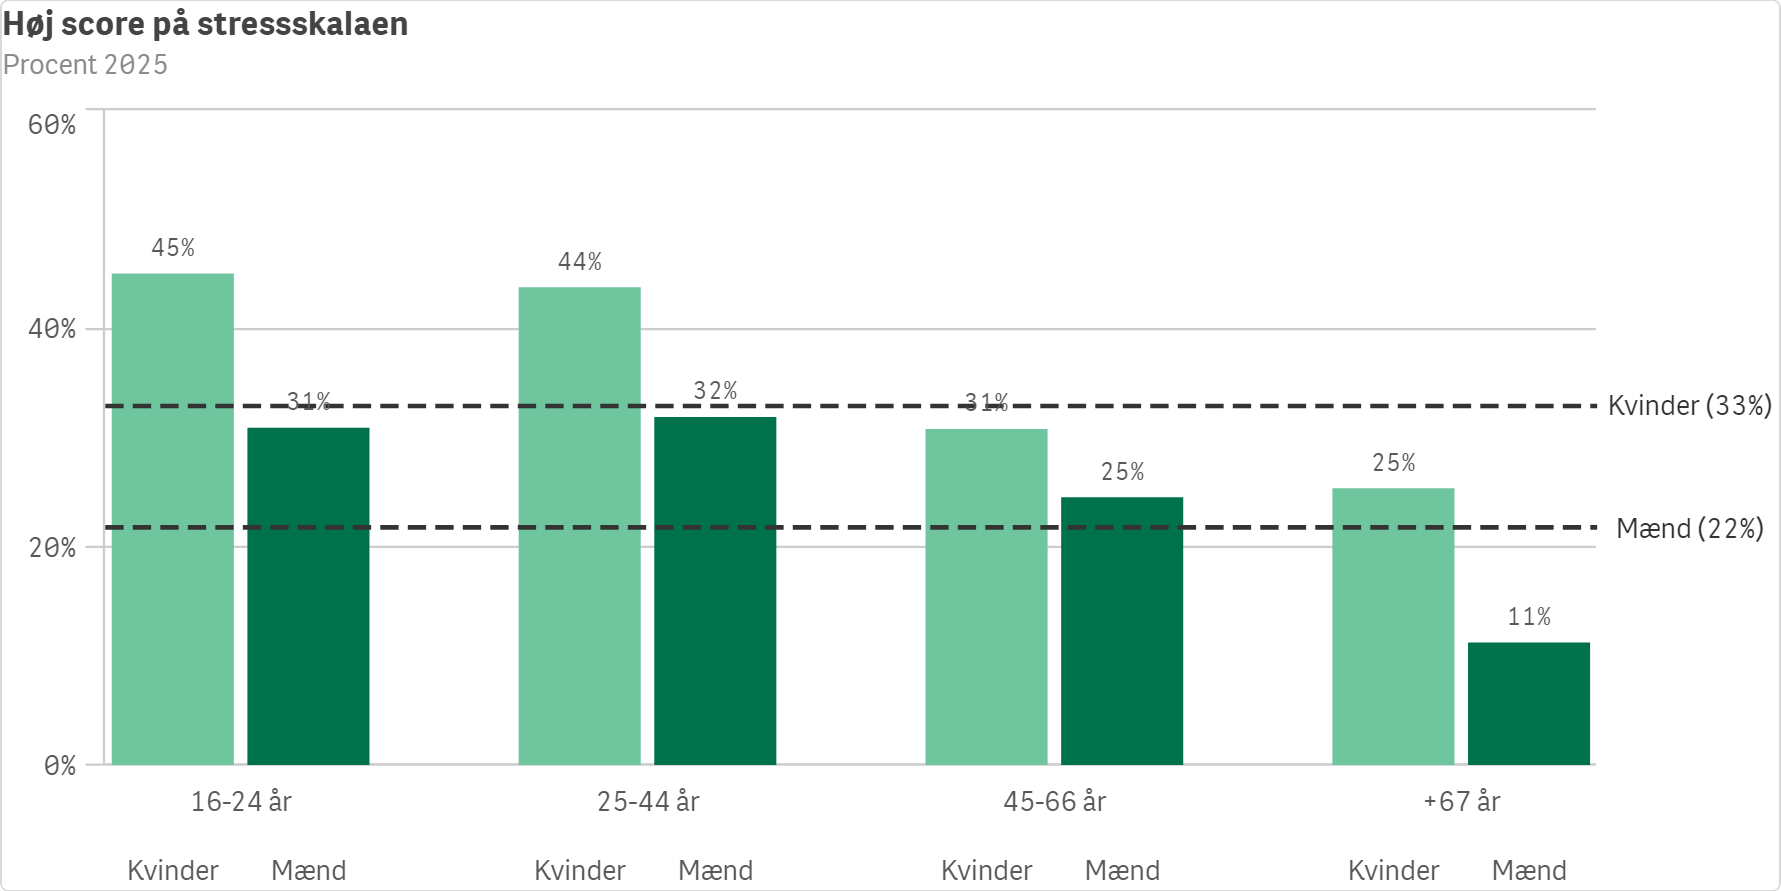 Høj score på stressskalaen
Procent 2025
60%
45%
44%
40%
31%
32%
31%
Kvinder (33%)
25%
25%
Mænd (22%)
20%
11%
0%
16-24 år 25-44 år 45-66 år +67 år
Kvinder Mænd Kvinder Mænd Kvinder Mænd Kvinder Mænd